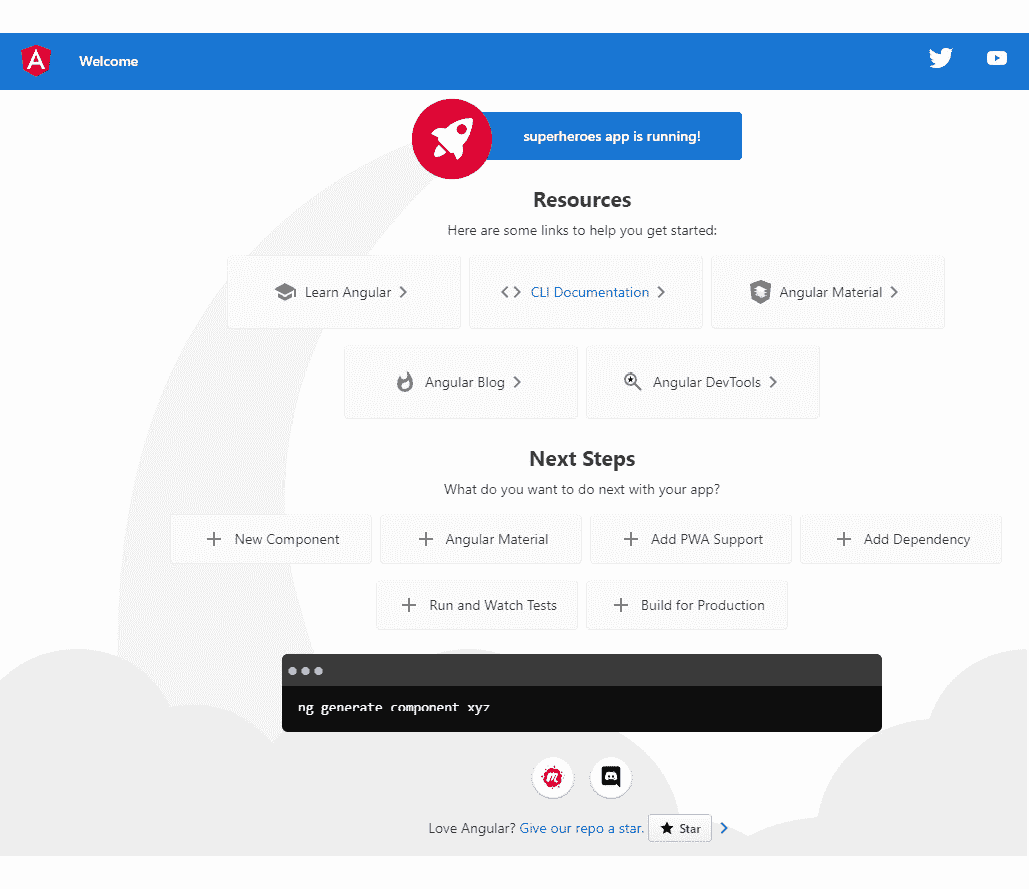 Welcome
superheroes app is running!
Resources
Here are some links to help you get started:
Learn Angular
CLI Documentation
Angular Material
Angular Blog
Angular DevTools
Next Steps
What do you want to do next with your app?
New Component
Angular Material
Add PWA Support
Add Dependency
Run and Watch Tests
Build for Production
ng generate component xyz
Love Angular? Give our repo a star. Star